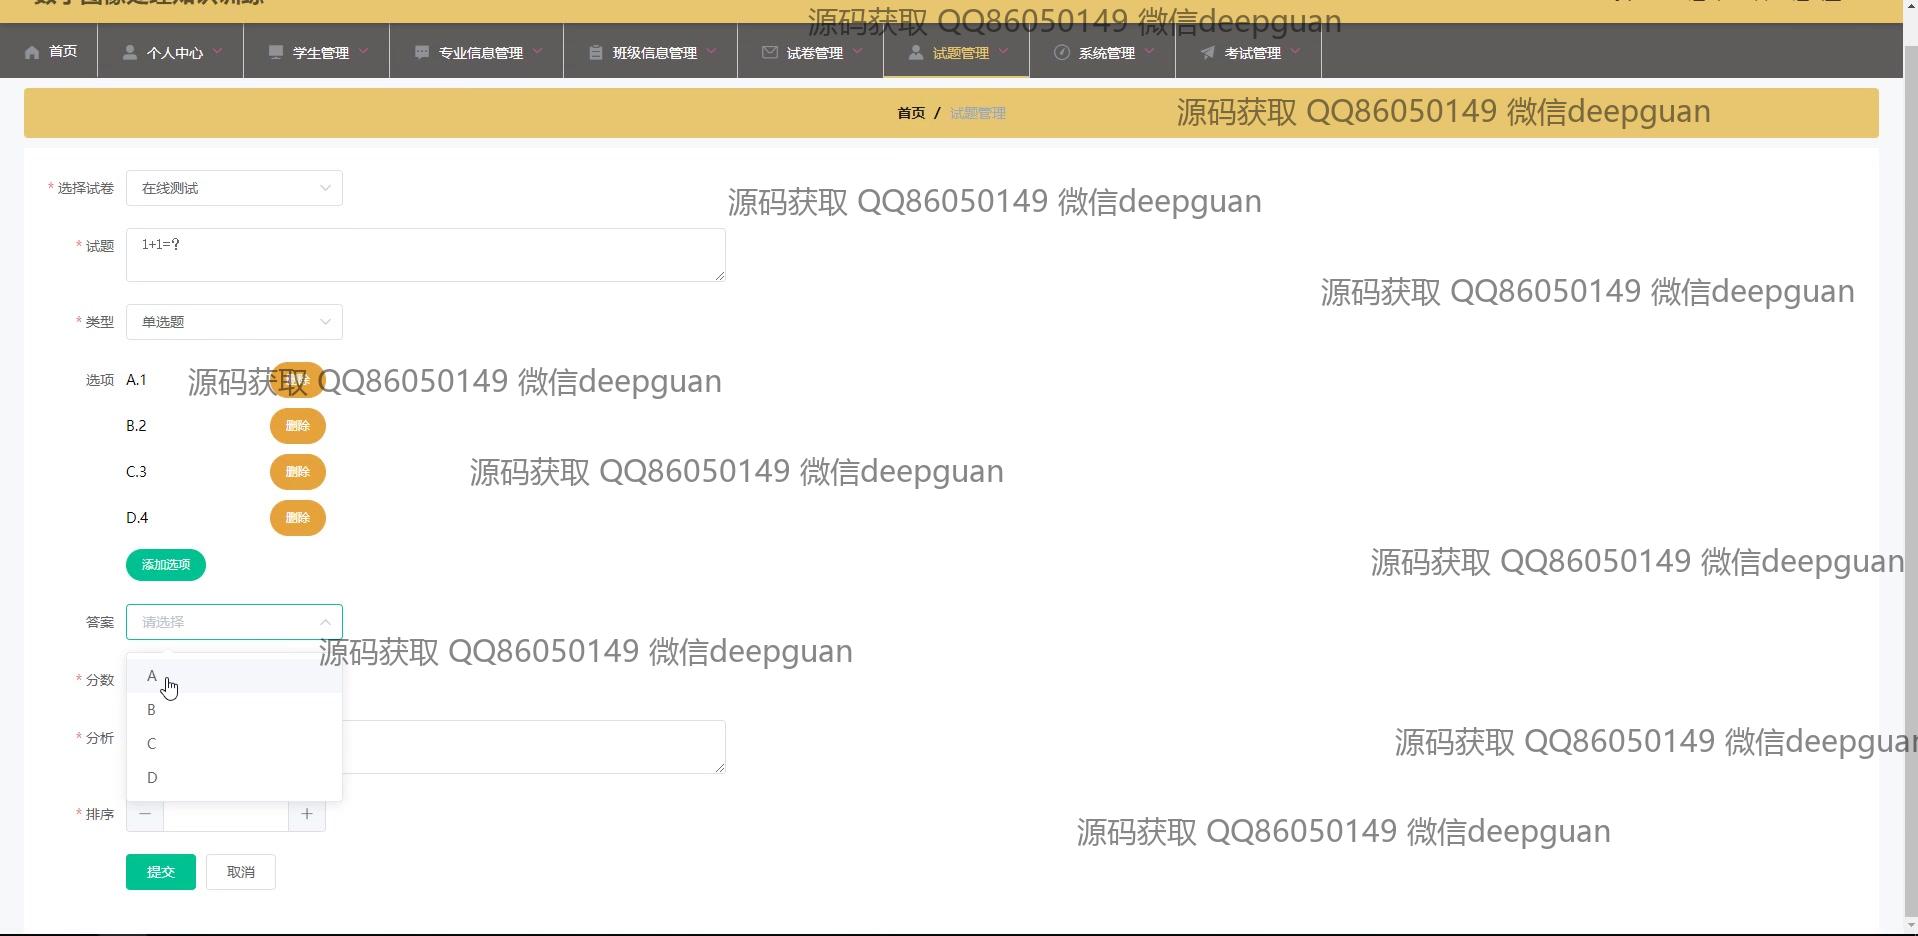 数字图像处理知识训练
源码获取 QQ86050149 微信deepguan
首页
个人中心
学生管理
专业信息管理
班级信息管理
试卷管理
试题管理
系统管理
考试管理
首页 / 试题管理
源码获取 QQ86050149 微信deepguan
* 选择试卷 在线测试
源码获取 QQ86050149 微信deepguan
* 试题 1+1=?
源码获取 QQ86050149 微信deepguan
* 类型 单选题
选项 A.1
源码获取 QQ86050149 微信deepguan
B.2 删除
C.3 删除
源码获取 QQ86050149 微信deepguan
D.4 删除
添加选项
源码获取 QQ86050149 微信deepguan
答案 请选择
源码获取 QQ86050149 微信deepguan
* 分数
A
B
* 分析
C
源码获取 QQ86050149 微信deepguan
D
* 排序
源码获取 QQ86050149 微信deepguan
提交 取消